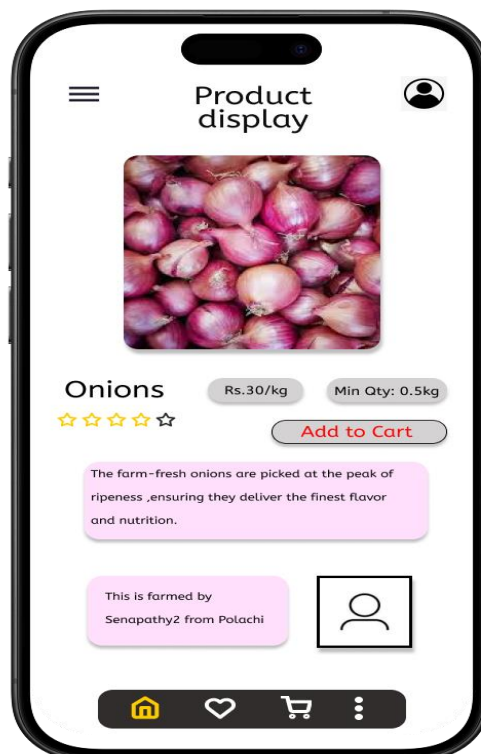 Product
display
Onions
Rs.30/kg
Min Qty: 0.5kg
Add to Cart
The farm-fresh onions are picked at the peak of
ripeness ,ensuring they deliver the finest flavor
and nutrition.
This is farmed by
Senapathy2 from Polachi